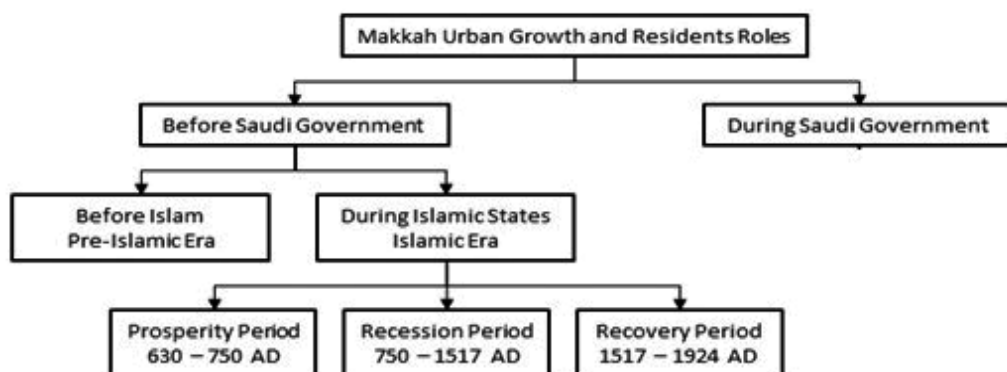 Makkah Urban Growth and Residents Roles
Before Saudi Government
During Saudi Government
Before Islam
Pre-Islamic Era
During Islamic States
Islamic Era
Prosperity Period
630 – 750 AD
Recession Period
750 – 1517 AD
Recovery Period
1517 – 1924 AD